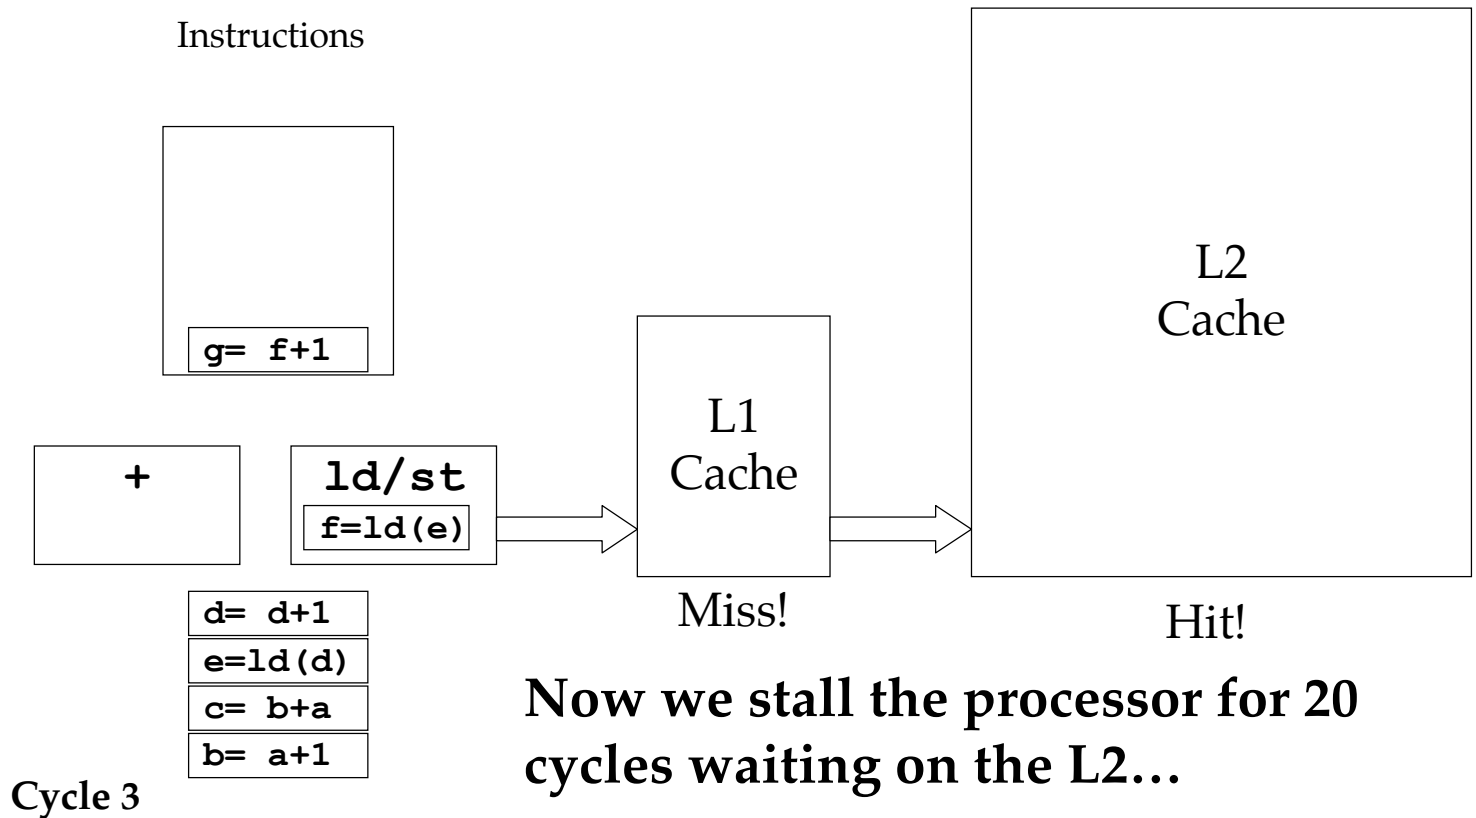 Instructions
g= f+1
+
ld/st
f=ld(e)
L1
Cache
Miss!
L2
Cache
Hit!
d= d+1
e=ld(d)
c= b+a
b= a+1
Now we stall the processor for 20
cycles waiting on the L2…
Cycle 3